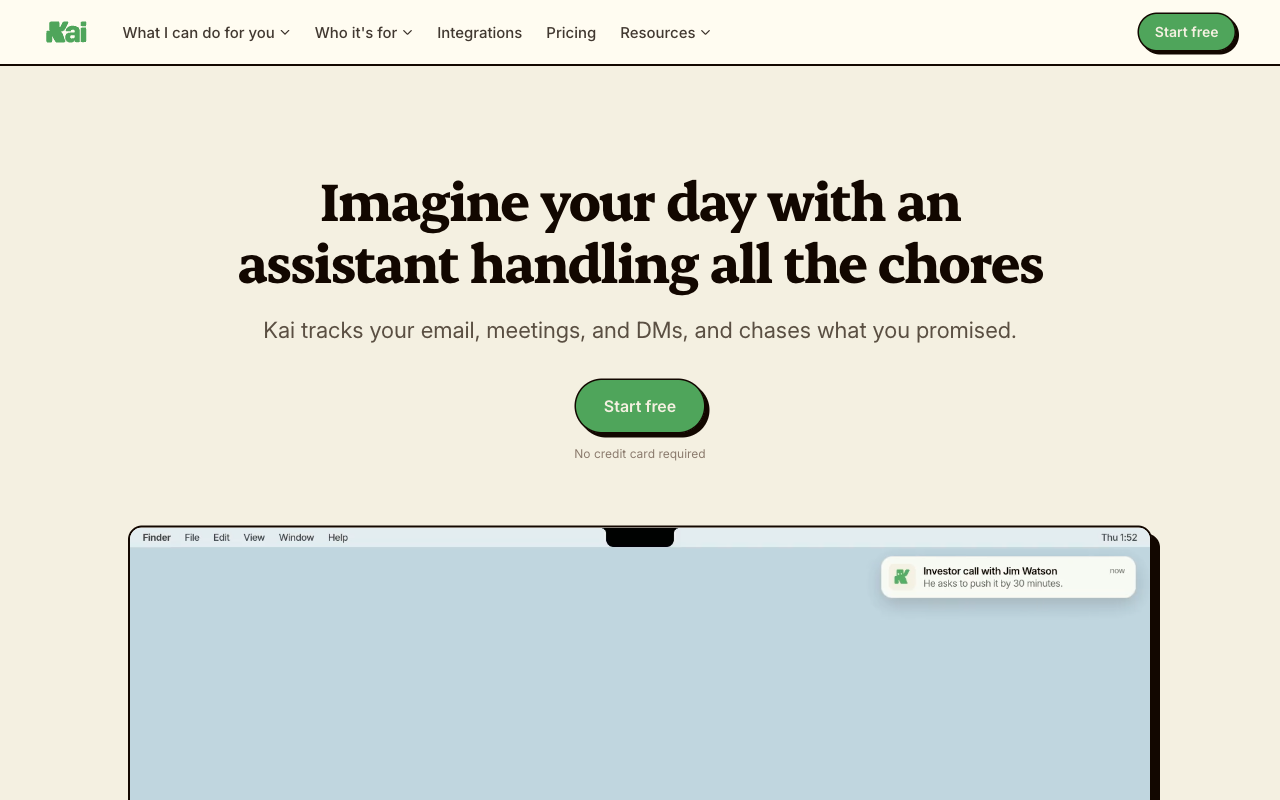 Kai
What I can do for you
Who it's for
Integrations
Pricing
Resources
Start free
Imagine your day with an
assistant handling all the chores
Kai tracks your email, meetings, and DMs, and chases what you promised.
Start free
No credit card required
Finder File Edit View Window Help
Thu 1:52
Investor call with Jim Watson
now
He asks to push it by 30 minutes.